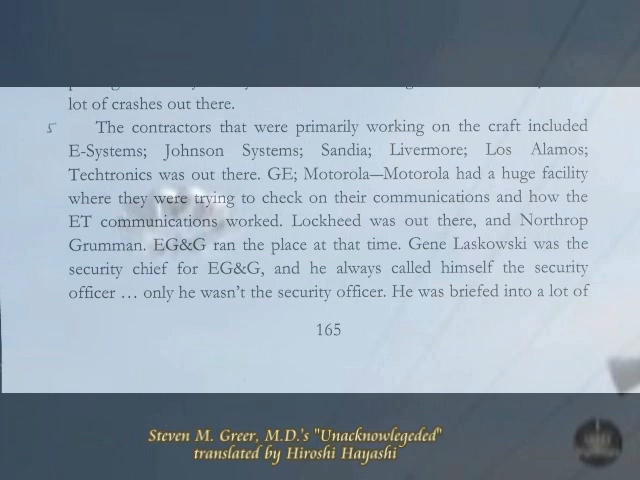 lot of crashes out there.
5 The contractors that were primarily working on the craft included
E-Systems; Johnson Systems; Sandia; Livermore; Los Alamos;
Techtronics was out there. GE; Motorola—Motorola had a huge facility
where they were trying to check on their communications and how the
ET communications worked. Lockheed was out there, and Northrop
Grumman. EG&G ran the place at that time. Gene Laskowski was the
security chief for EG&G, and he always called himself the security
officer … only he wasn’t the security officer. He was briefed into a lot of
165
Steven M. Greer, M.D.'s "Unacknowlegeded"
translated by Hiroshi Hayashi